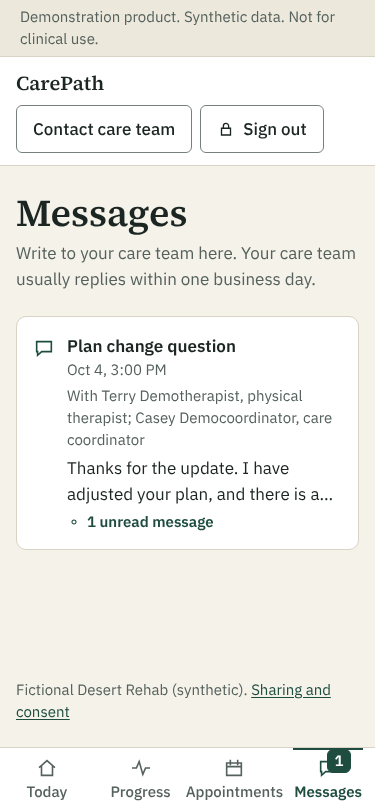 Demonstration product. Synthetic data. Not for
clinical use.
CarePath
Contact care team
Sign out
Messages
Write to your care team here. Your care team
usually replies within one business day.
Plan change question
Oct 4, 3:00 PM
With Terry Demotherapist, physical
therapist; Casey Democoordinator, care
coordinator
Thanks for the update. I have
adjusted your plan, and there is a...
1 unread message
Fictional Desert Rehab (synthetic). Sharing and
consent
1
Today
Progress
Appointments
Messages